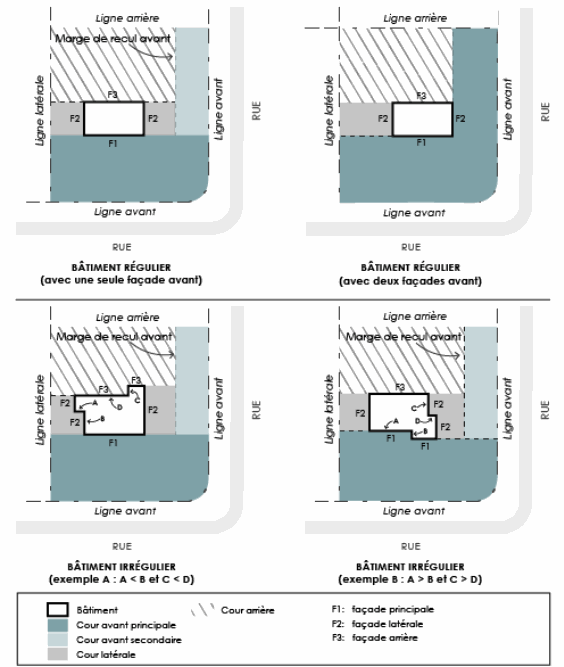 Ligne arrière
Marge de recul avant
Ligne latérale
F3
F2
F2
F1
Ligne avant
RUE
Ligne avant
RUE
BÂTIMENT RÉGULIER
(avec une seule façade avant)
Ligne arrière
Ligne latérale
F3
F2
F2
F1
Ligne avant
RUE
Ligne avant
RUE
BÂTIMENT RÉGULIER
(avec deux façades avant)
Ligne arrière
Marge de recul avant
Ligne latérale
F3
F3
F2
A
D
C
F2
B
F2
F1
Ligne avant
RUE
Ligne avant
RUE
BÂTIMENT IRRÉGULIER
(exemple A : A < B et C < D)
Ligne arrière
Marge de recul avant
Ligne latérale
F3
F2
C
F2
A
D
B
F2
F1
F1
Ligne avant
RUE
Ligne avant
RUE
BÂTIMENT IRRÉGULIER
(exemple B : A > B et C > D)
Bâtiment
Cour avant principale
Cour avant secondaire
Cour latérale
Cour arrière
F1: façade principale
F2: façade latérale
F3: façade arrière